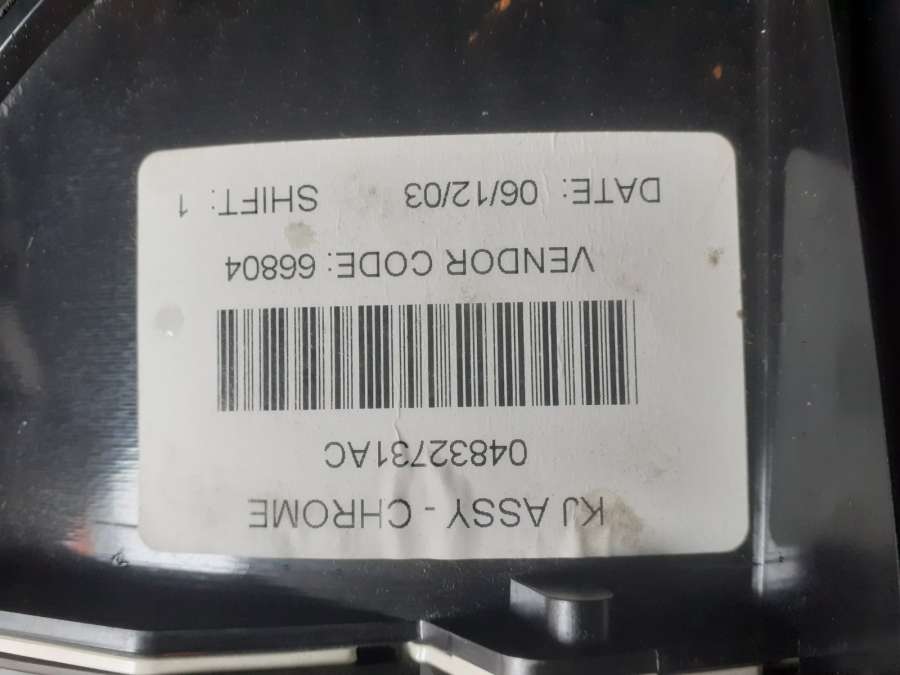 KJ ASSY - CHROME
04832731AC
VENDOR CODE: 66804
DATE: 06/12/03 SHIFT: 1